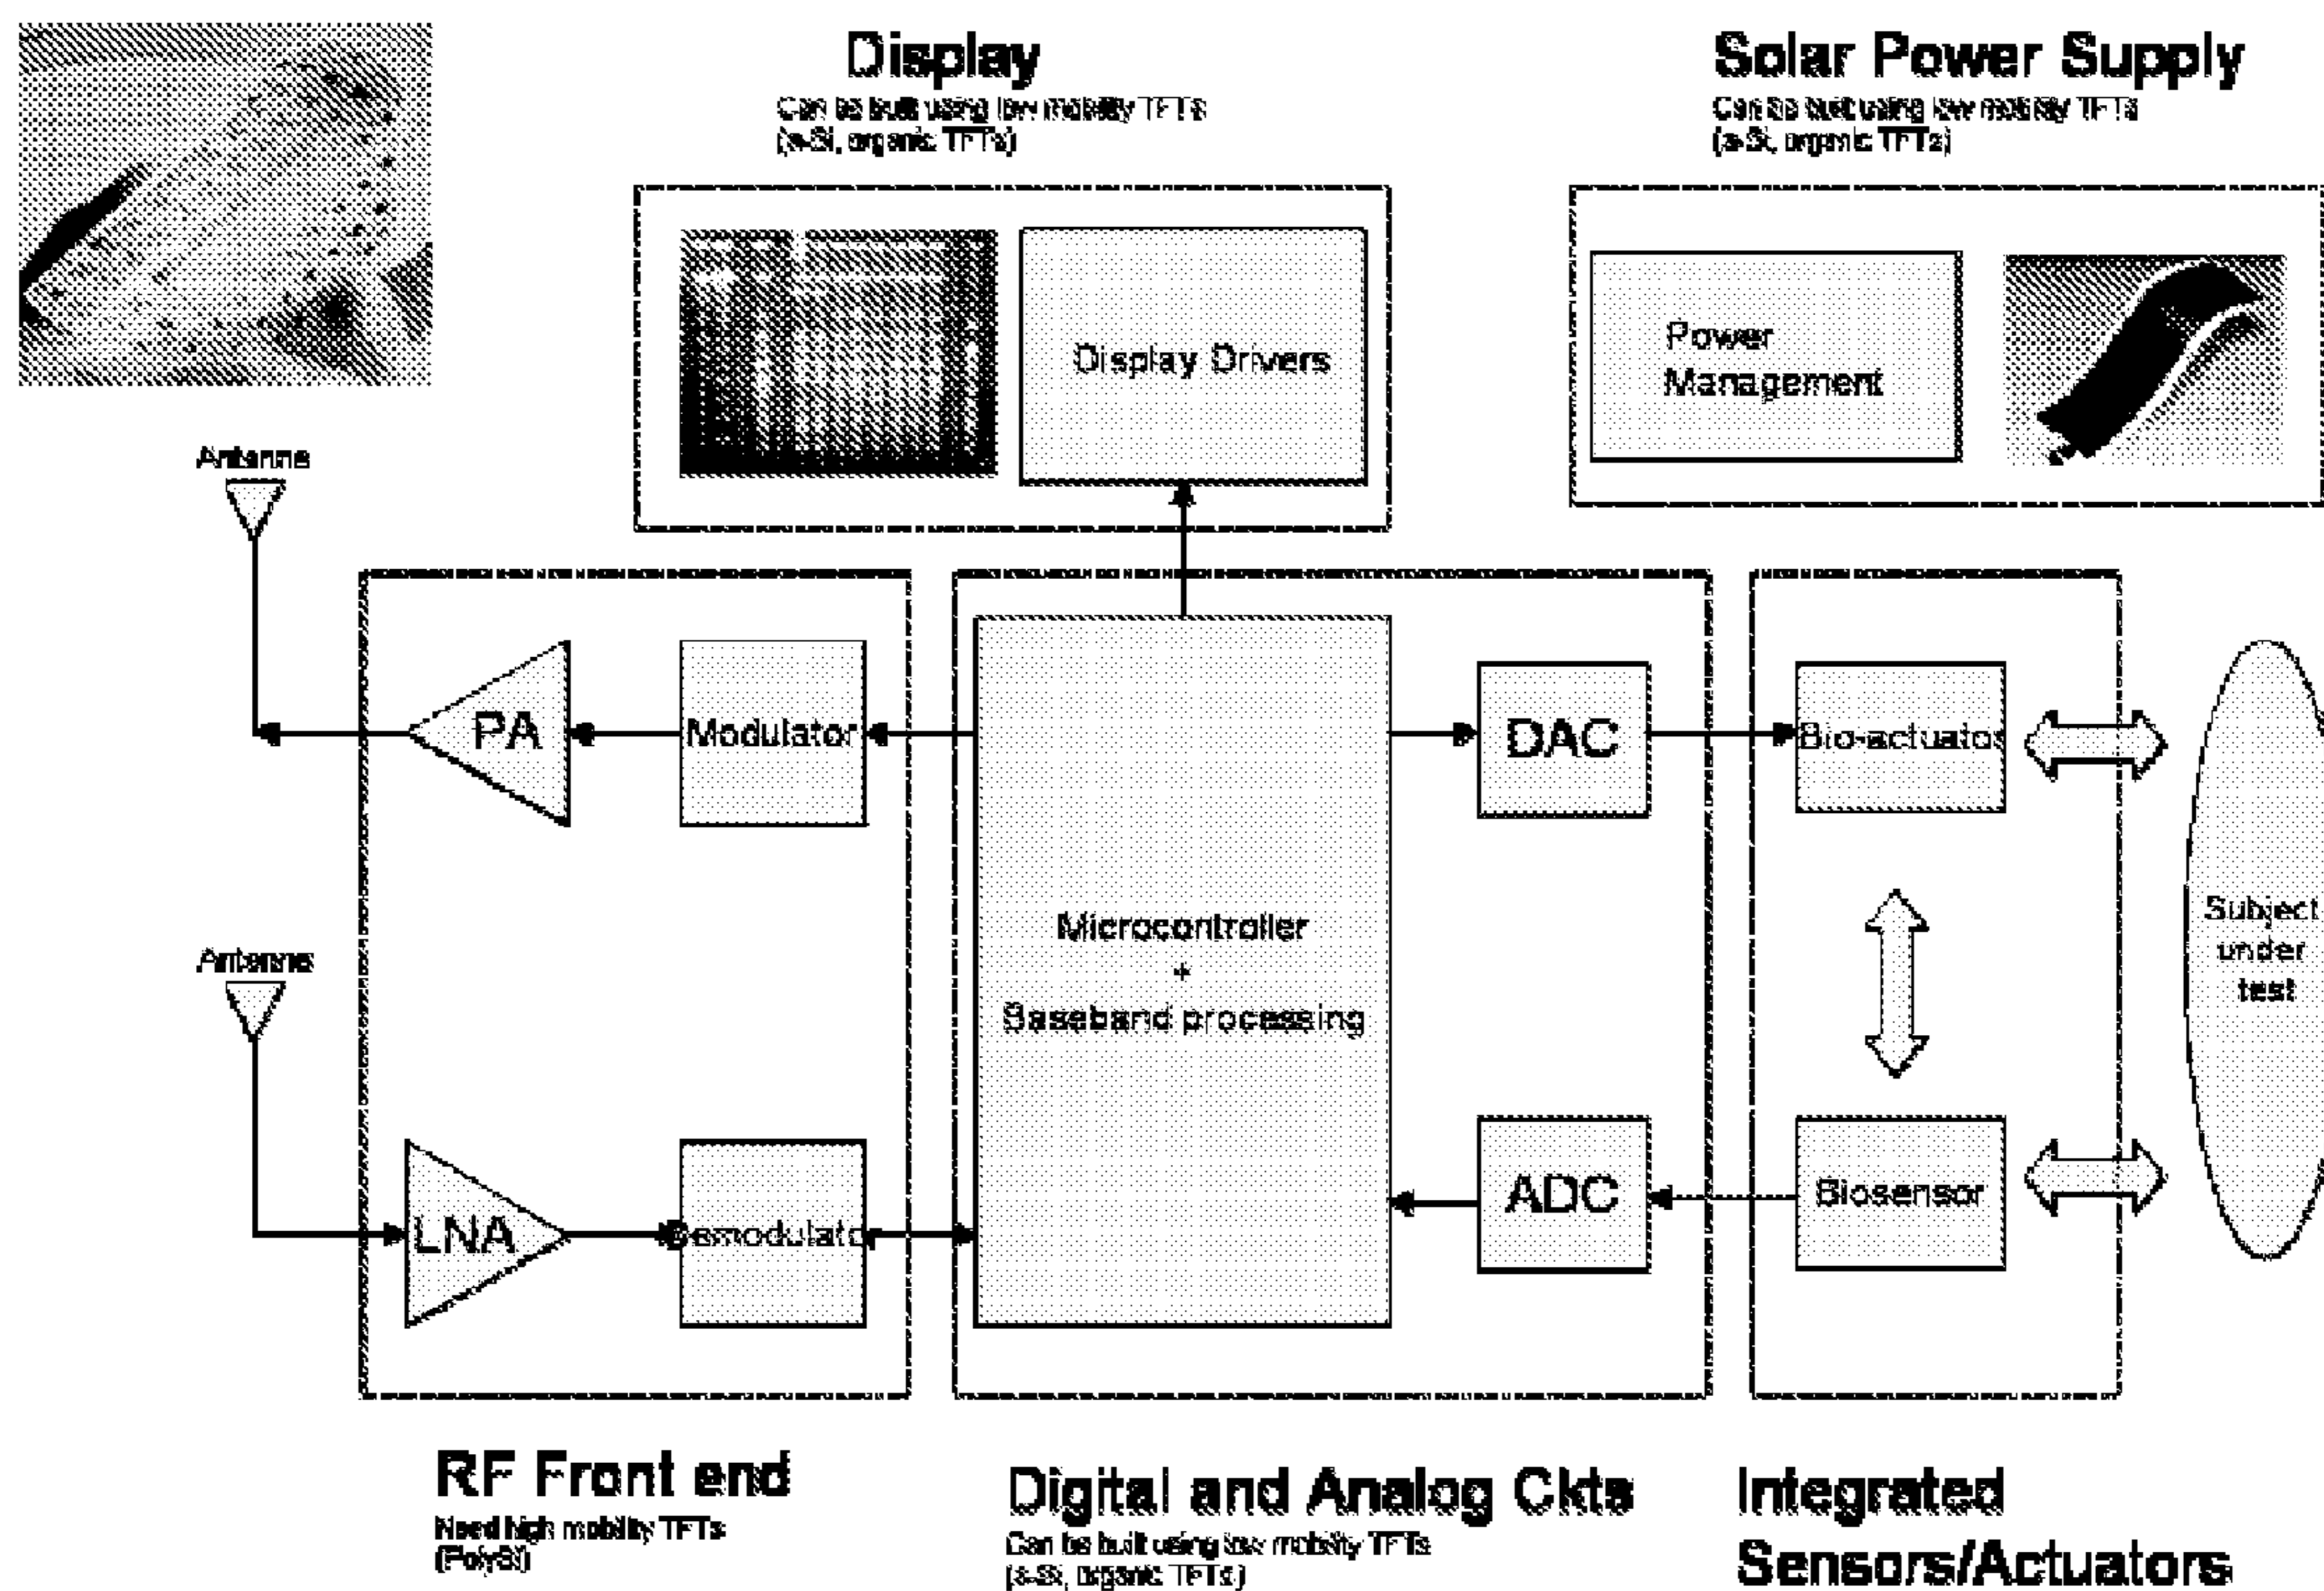 Display
Can be built using low mobility TFTs
(a-Si, organic TFTs)
Solar Power Supply
Can be built using low mobility TFTs
(a-Si, organic TFTs)
Display Drivers
Power
Management
Antenna
PA
Modulator
DAC
Bio-actuator
Microcontroller
+
Baseband processing
Subject
under
test
Antenna
LNA
Demodulator
ADC
Biosensor
RF Front end
Need high mobility TFTs
(PolySi)
Digital and Analog Ckts
Can be built using low mobility TFTs
(a-Si, organic TFTs)
Integrated
Sensors/Actuators